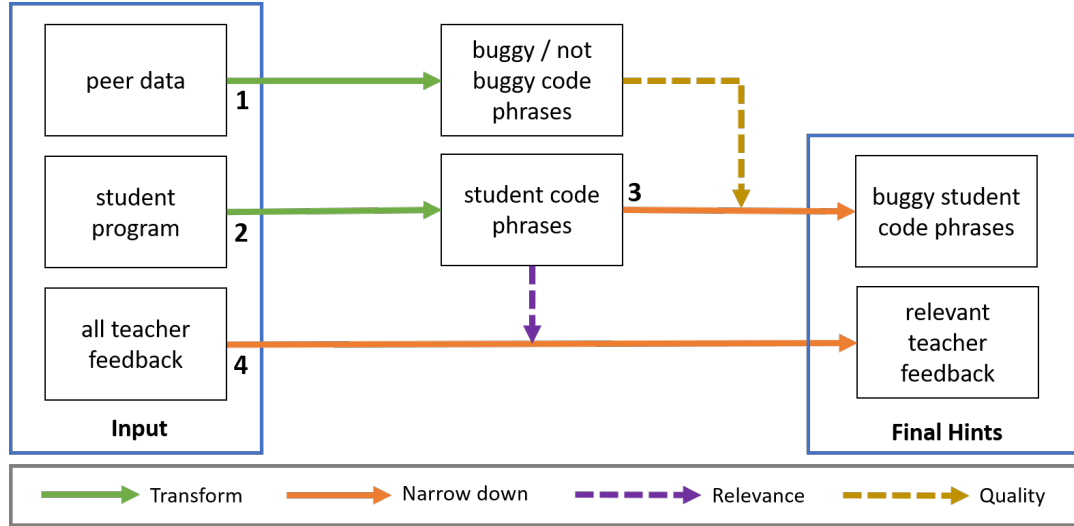 peer data
1
buggy / not
buggy code
phrases
student
program
2
student code
phrases
3
buggy student
code phrases
all teacher
feedback
4
relevant
teacher
feedback
Input
Final Hints
Transform
Narrow down
Relevance
Quality